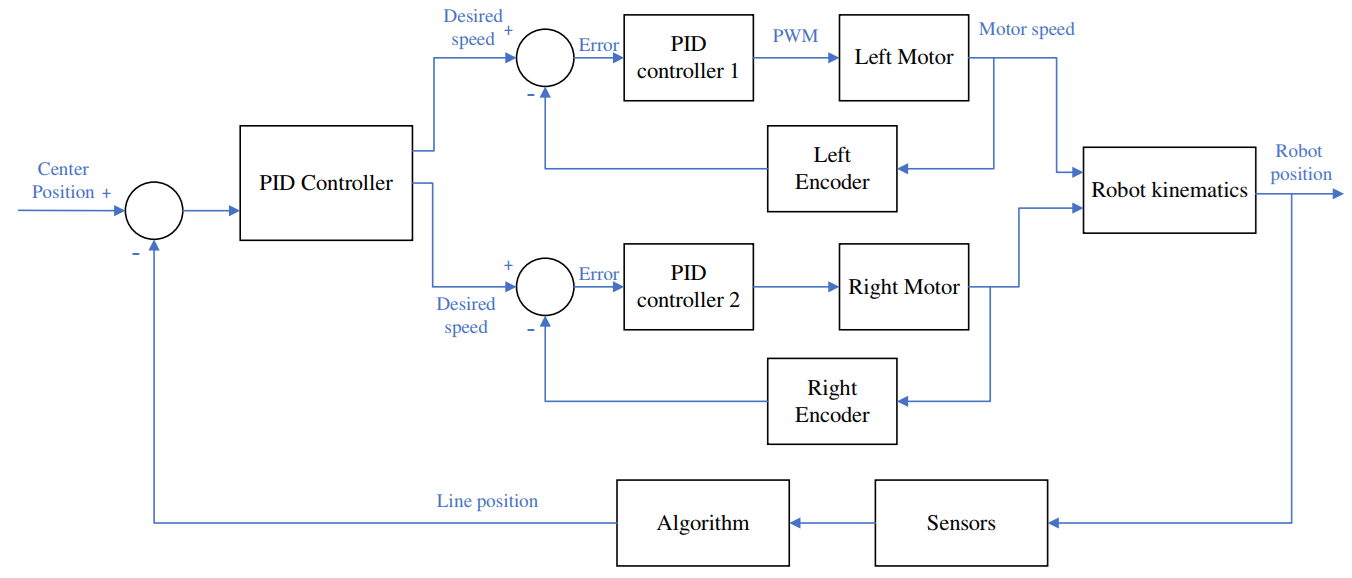 Desired
speed +
Error
PID
controller 1
PWM
Left Motor
Motor speed
-
Left
Encoder
Center
Position +
-
PID Controller
Robot kinematics
Robot
position
+
Desired
speed
Error
PID
controller 2
Right Motor
-
Right
Encoder
Line position
Algorithm
Sensors